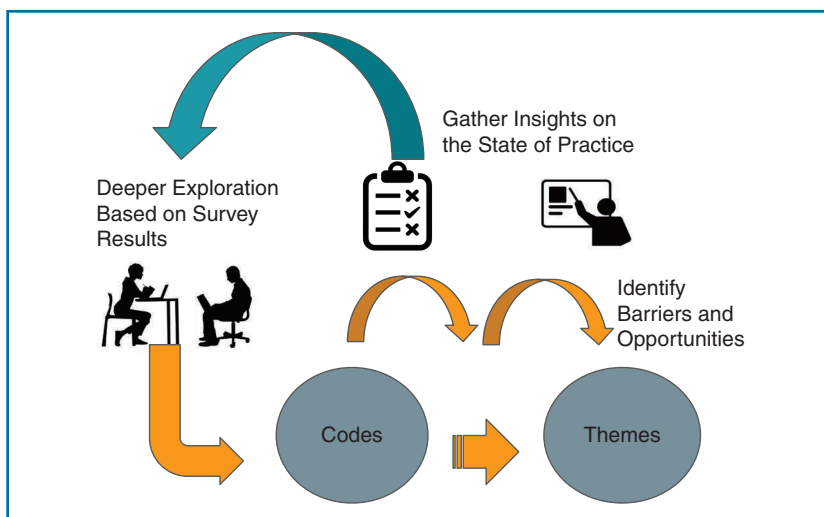 Gather Insights on
the State of Practice
Deeper Exploration
Based on Survey
Results
Identify
Barriers and
Opportunities
Codes
Themes